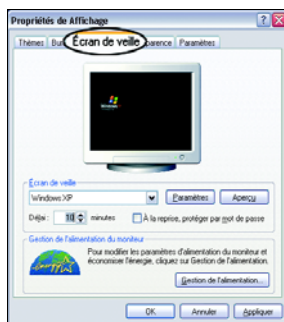 Propriétés de Affichage
Thèmes Bu Écran de veille parence Paramètres
Écran de veille
Windows XP Paramètres Aperçu
Délai : 10 minutes À la reprise, protéger par mot de passe
Gestion de l'alimentation du moniteur
Pour modifier les paramètres d'alimentation du moniteur et
économiser l'énergie, cliquez sur Gestion de l'alimentation.
Gestion de l'alimentation...
OK Annuler Appliquer